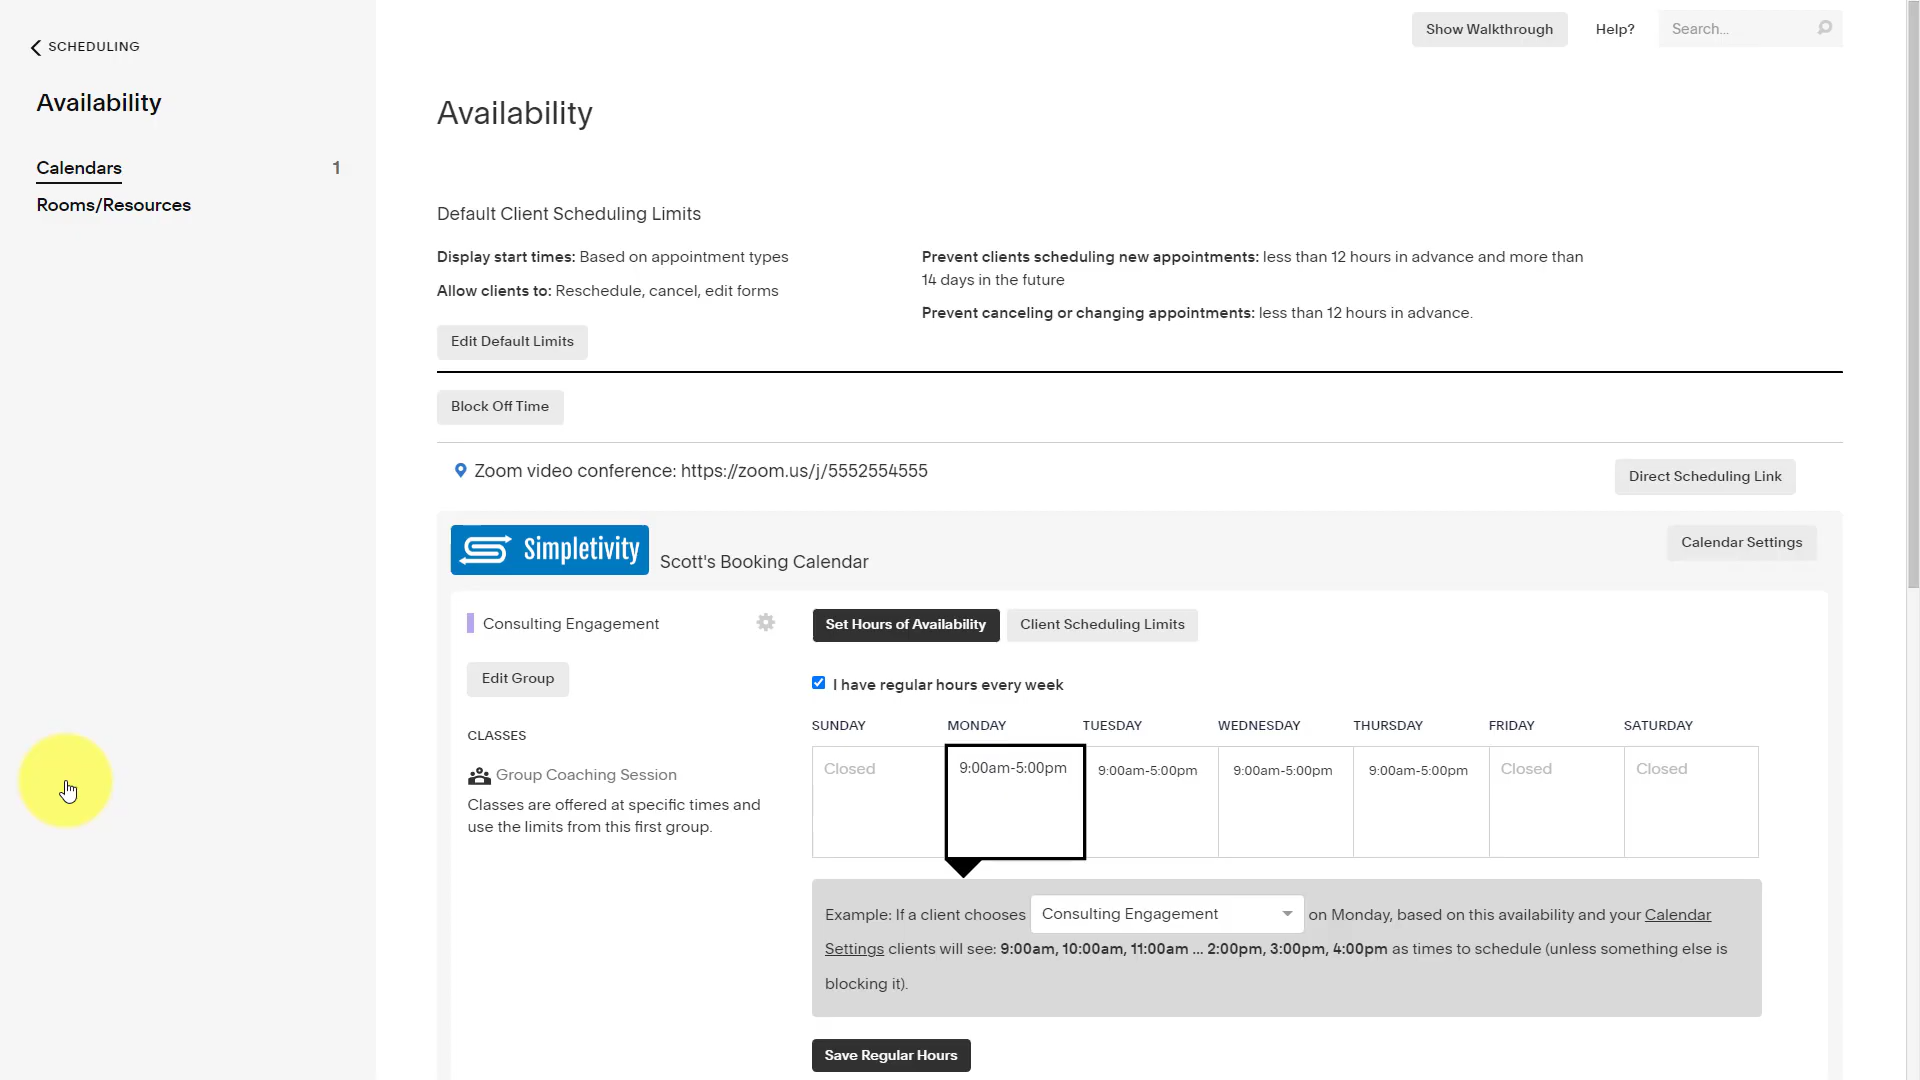 SCHEDULING
Availability
Calendars 1
Rooms/Resources
Show Walkthrough Help? Search...
Availability
Default Client Scheduling Limits
Display start times: Based on appointment types
Allow clients to: Reschedule, cancel, edit forms
Prevent clients scheduling new appointments: less than 12 hours in advance and more than
14 days in the future
Prevent canceling or changing appointments: less than 12 hours in advance.
Edit Default Limits
Block Off Time
Zoom video conference: https://zoom.us/j/5552554555
Direct Scheduling Link
Simpletivity Scott's Booking Calendar
Calendar Settings
Consulting Engagement
Edit Group
CLASSES
Group Coaching Session
Classes are offered at specific times and
use the limits from this first group.
Set Hours of Availability Client Scheduling Limits
I have regular hours every week
SUNDAY MONDAY TUESDAY WEDNESDAY THURSDAY FRIDAY SATURDAY
Closed 9:00am-5:00pm 9:00am-5:00pm 9:00am-5:00pm 9:00am-5:00pm Closed Closed
Example: If a client chooses Consulting Engagement on Monday, based on this availability and your Calendar
Settings clients will see: 9:00am, 10:00am, 11:00am ... 2:00pm, 3:00pm, 4:00pm as times to schedule (unless something else is
blocking it).
Save Regular Hours